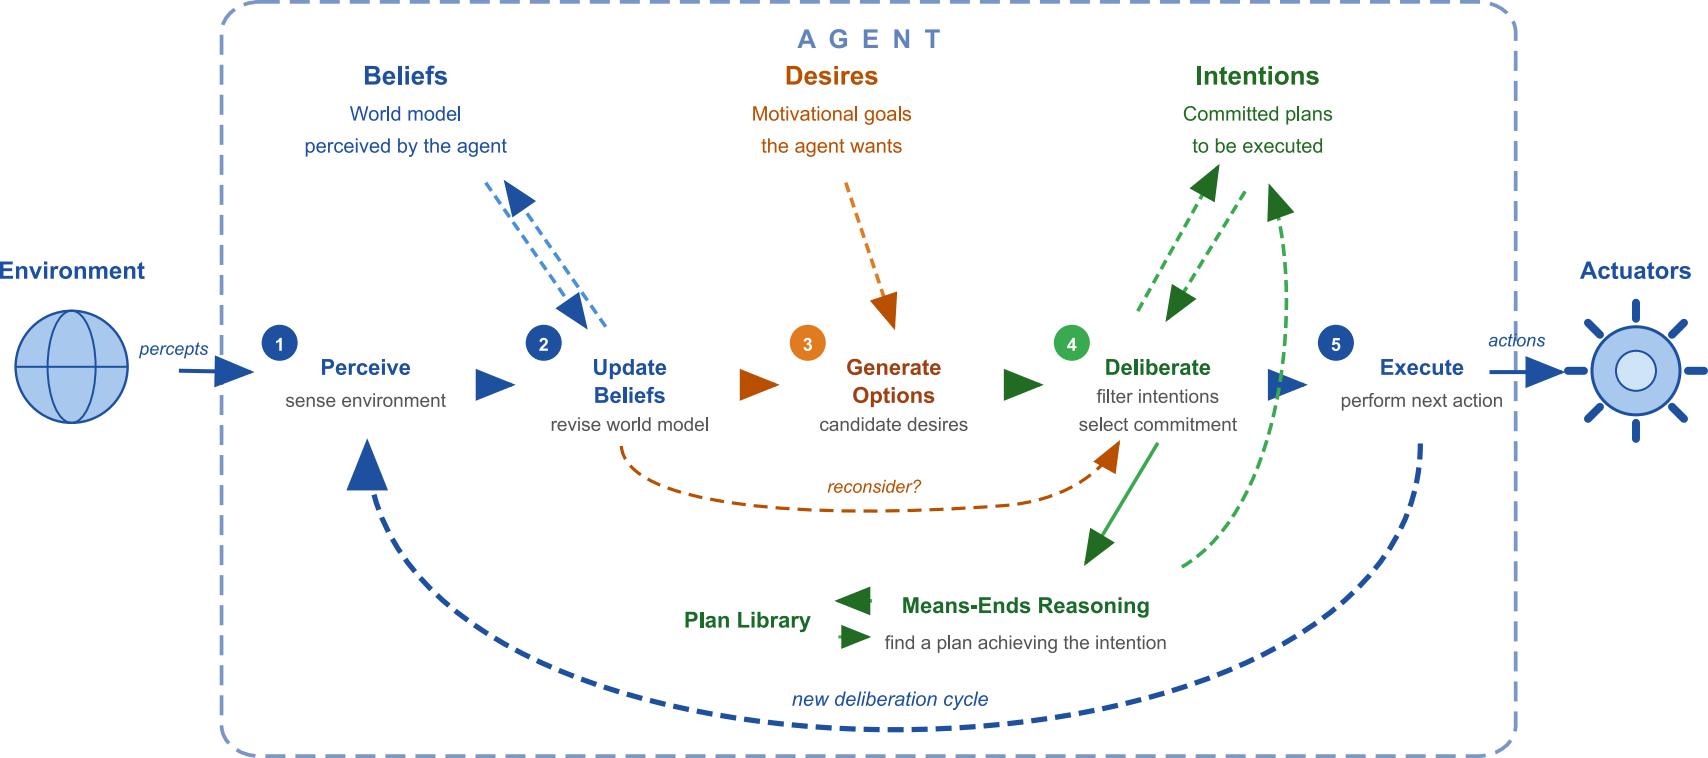 AGENT
Beliefs
World model
perceived by the agent
Desires
Motivational goals
the agent wants
Intentions
Committed plans
to be executed
Environment
percepts
Actuators
actions
1
Perceive
sense environment
2
Update
Beliefs
revise world model
3
Generate
Options
candidate desires
4
Deliberate
filter intentions
select commitment
5
Execute
perform next action
reconsider?
Plan Library
Means-Ends Reasoning
find a plan achieving the intention
new deliberation cycle